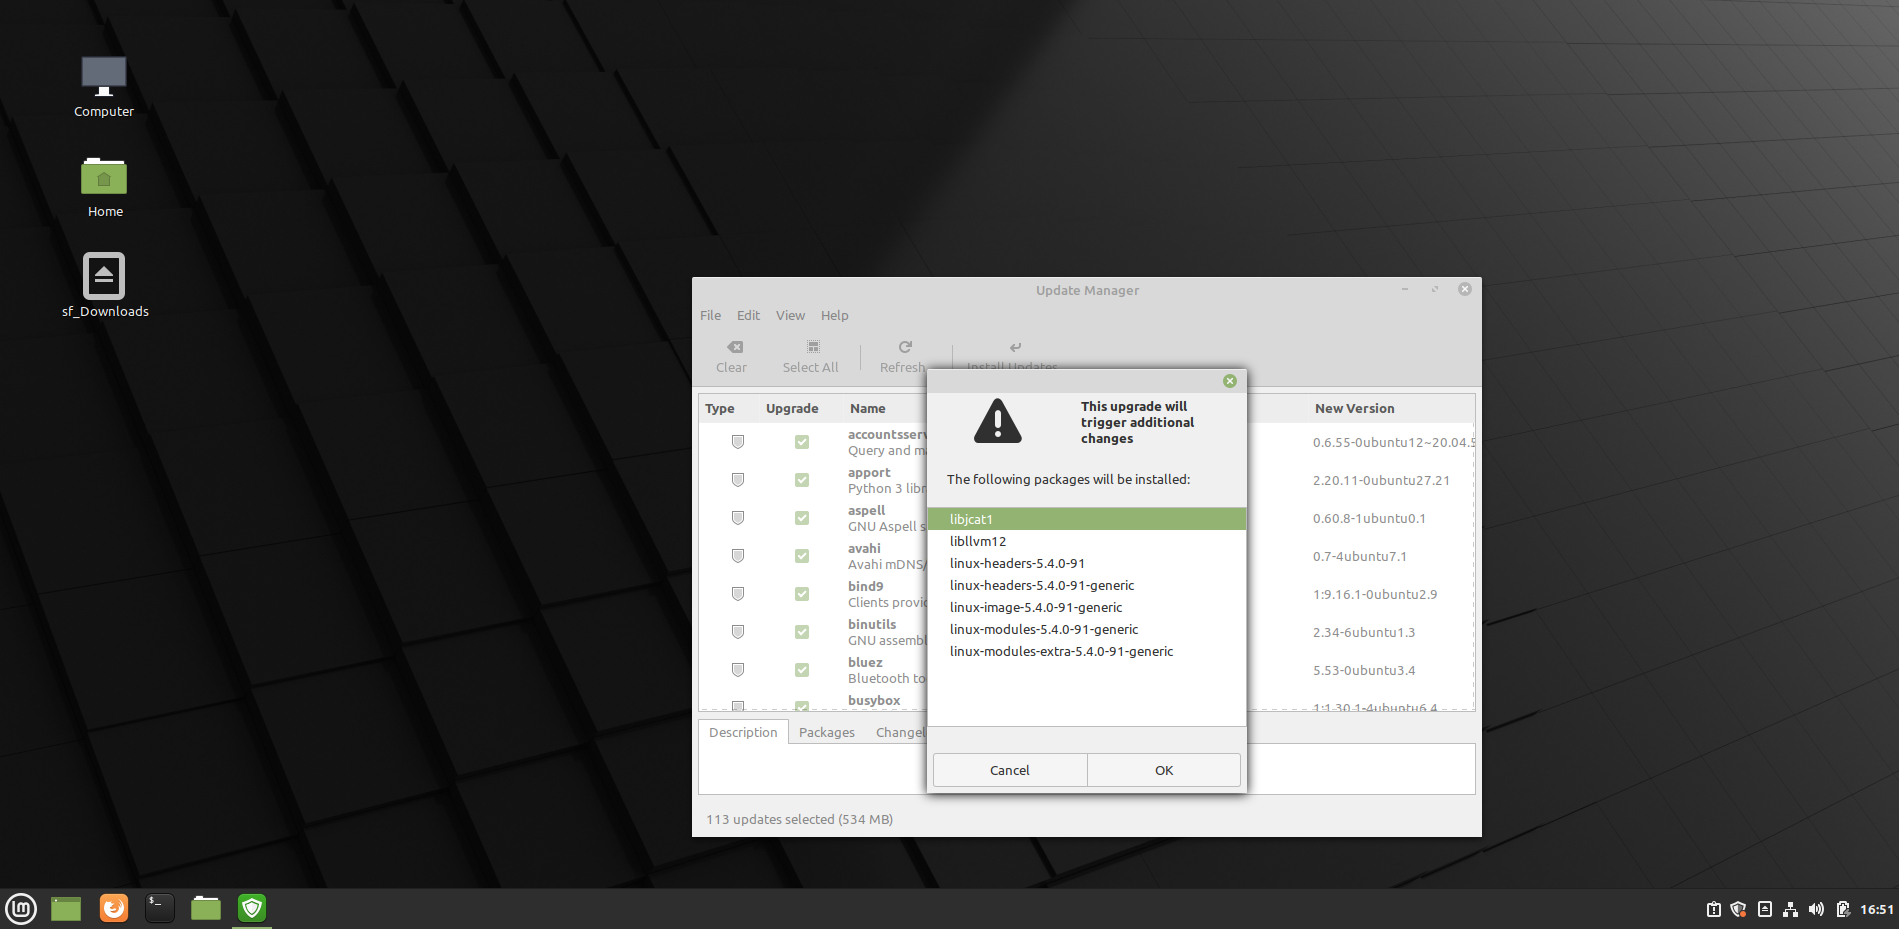 Computer
Home
sf_Downloads
Update Manager
File Edit View Help
Clear Select All Refresh Install Updates
Type Upgrade Name New Version
accountsserv
Query and ma 0.6.55-0ubuntu12~20.04.5
apport
Python 3 libr 2.20.11-0ubuntu27.21
aspell
GNU Aspell s 0.60.8-1ubuntu0.1
avahi
Avahi mDNS/ 0.7-4ubuntu7.1
bind9
Clients provid 1:9.16.1-0ubuntu2.9
binutils
GNU assembl 2.34-6ubuntu1.3
bluez
Bluetooth to 5.53-0ubuntu3.4
busybox
1:1.30.1-4ubuntu6.4
Description Packages Changel
113 updates selected (534 MB)
This upgrade will
trigger additional
changes
The following packages will be installed:
libjcat1
libllvm12
linux-headers-5.4.0-91
linux-headers-5.4.0-91-generic
linux-image-5.4.0-91-generic
linux-modules-5.4.0-91-generic
linux-modules-extra-5.4.0-91-generic
Cancel OK
$_
16:51